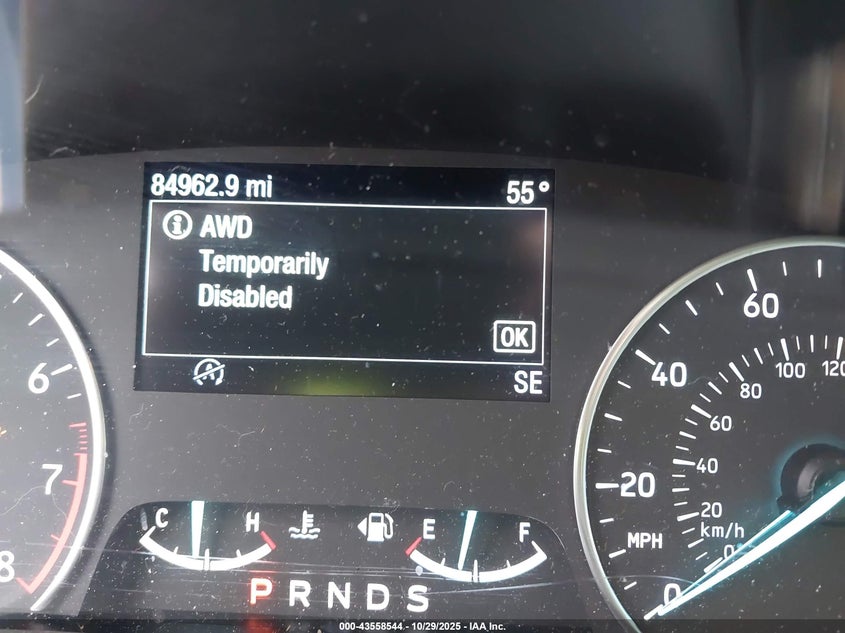 84962.9 mi 55°
AWD
Temporarily
Disabled
OK
SE
6
7
8
C H E F
P R N D S
60
40
20
MPH
0
120
100
80
60
40
20
km/h
0
000-43558544 - 10/29/2025 - IAA Inc.